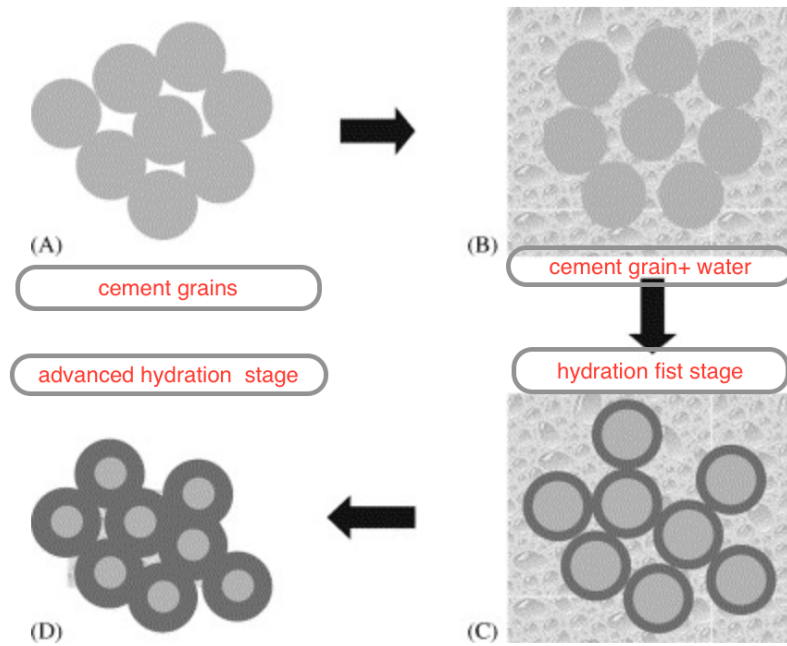 (A)
(B)
cement grains
cement grain+ water
advanced hydration stage
hydration fist stage
(D)
(C)